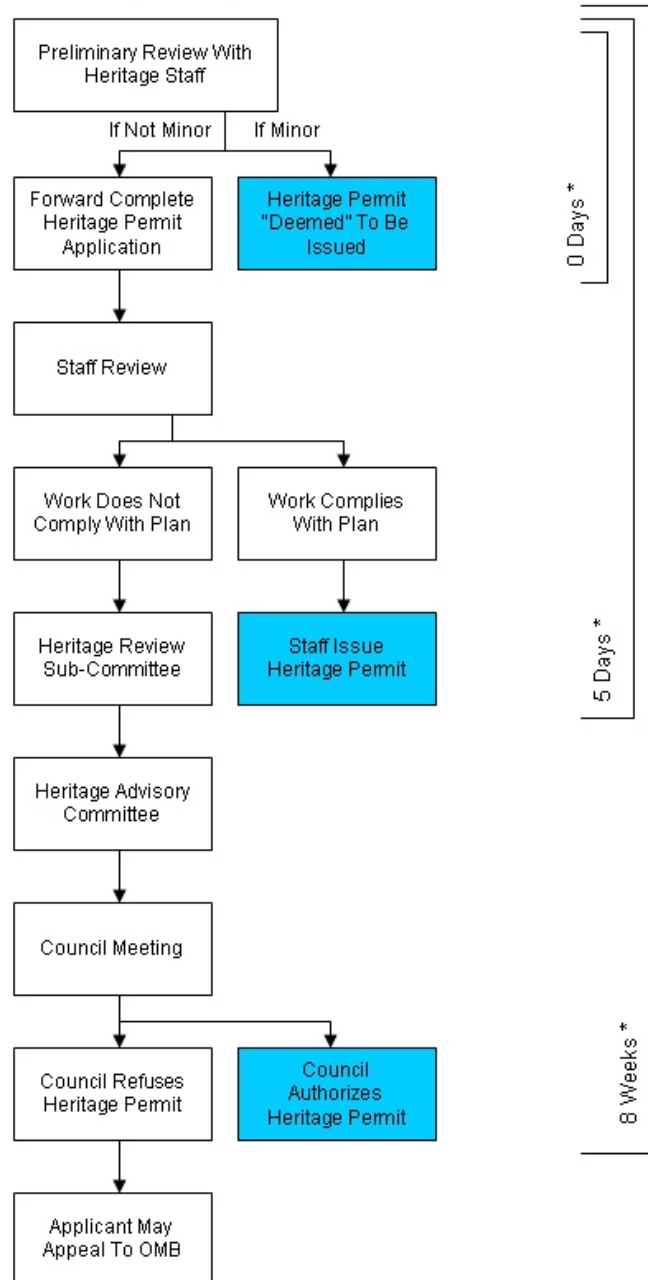 Preliminary Review With
Heritage Staff
If Not Minor
If Minor
Forward Complete
Heritage Permit
Application
Heritage Permit
"Deemed" To Be
Issued
0 Days *
Staff Review
Work Does Not
Comply With Plan
Work Complies
With Plan
Heritage Review
Sub-Committee
Staff Issue
Heritage Permit
5 Days *
Heritage Advisory
Committee
Council Meeting
Council Refuses
Heritage Permit
Council
Authorizes
Heritage Permit
8 Weeks *
Applicant May
Appeal To OMB